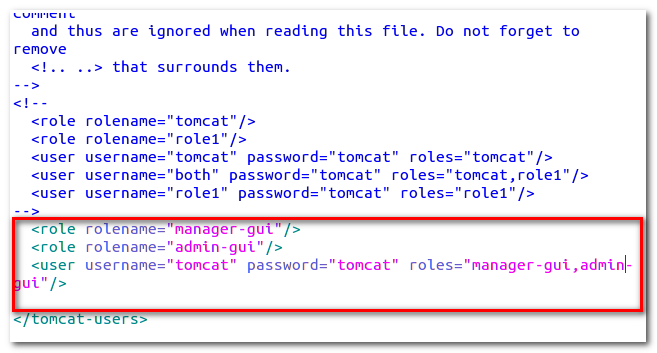 Comment
and thus are ignored when reading this file. Do not forget to
remove
<!.. ..> that surrounds them.
-->
<!--
<role rolename="tomcat"/>
<role rolename="role1"/>
<user username="tomcat" password="tomcat" roles="tomcat"/>
<user username="both" password="tomcat" roles="tomcat,role1"/>
<user username="role1" password="tomcat" roles="role1"/>
-->
<role rolename="manager-gui"/>
<role rolename="admin-gui"/>
<user username="tomcat" password="tomcat" roles="manager-gui,admin-
gui"/>
</tomcat-users>